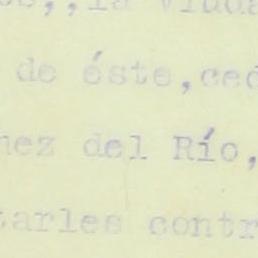 la viuda
de éste, ced
nez del Río,
tarles contr